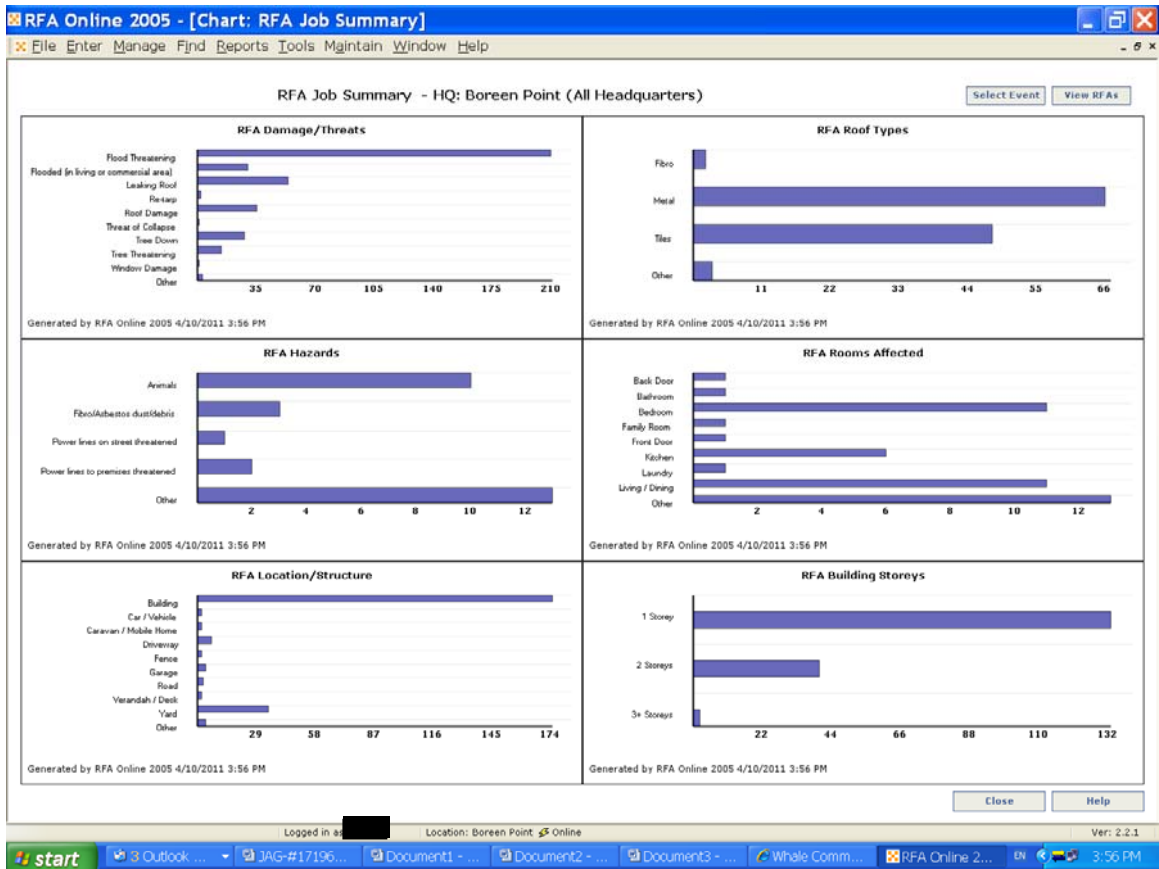 RFA Online 2005 - [Chart: RFA Job Summary]
File Enter Manage Find Reports Tools Maintain Window Help
RFA Job Summary - HQ: Boreen Point (All Headquarters)
Select Event View RFAs
RFA Damage/Threats
Flood Threatening
Flooded (in living or commercial area)
Leaking Roof
Re-tarp
Roof Damage
Threat of Collapse
Tree Down
Tree Threatening
Window Damage
Other
35 70 105 140 175 210
Generated by RFA Online 2005 4/10/2011 3:56 PM
RFA Roof Types
Fibro
Metal
Tiles
Other
11 22 33 44 55 66
Generated by RFA Online 2005 4/10/2011 3:56 PM
RFA Hazards
Animals
Fibro/Asbestos dust/debris
Power lines on street threatened
Power lines to premises threatened
Other
2 4 6 8 10 12
Generated by RFA Online 2005 4/10/2011 3:56 PM
RFA Rooms Affected
Back Door
Bathroom
Bedroom
Family Room
Front Door
Kitchen
Laundry
Living / Dining
Other
2 4 6 8 10 12
Generated by RFA Online 2005 4/10/2011 3:56 PM
RFA Location/Structure
Building
Car / Vehicle
Caravan / Mobile Home
Driveway
Fence
Garage
Road
Verandah / Deck
Yard
Other
29 58 87 116 145 174
Generated by RFA Online 2005 4/10/2011 3:56 PM
RFA Building Storeys
1 Storey
2 Storeys
3+ Storeys
22 44 66 88 110 132
Generated by RFA Online 2005 4/10/2011 3:56 PM
Close Help
Logged in as Location: Boreen Point Online Ver: 2.2.1
start 3 Outlook ... JAG-#17196... Document1 - ... Document2 - ... Document3 - ... Whale Comm... RFA Online 2... EN 3:56 PM